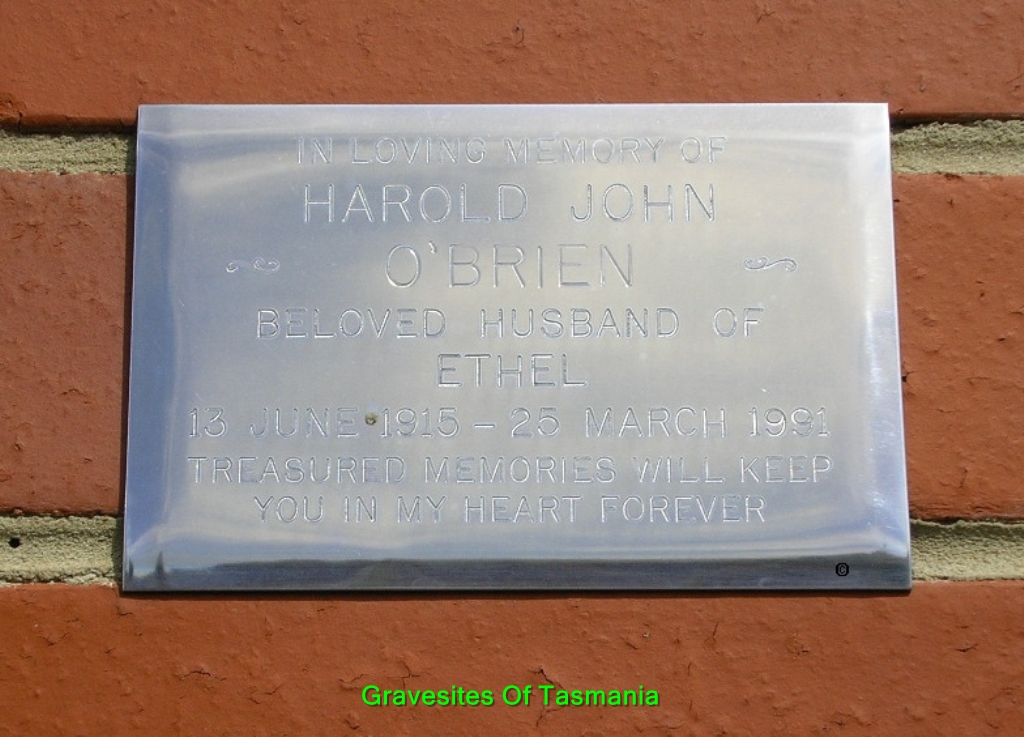 IN LOVING MEMORY OF
HAROLD JOHN
O'BRIEN
BELOVED HUSBAND OF
ETHEL
13 JUNE 1915 - 25 MARCH 1991
TREASURED MEMORIES WILL KEEP
YOU IN MY HEART FOREVER
©
Gravesites Of Tasmania